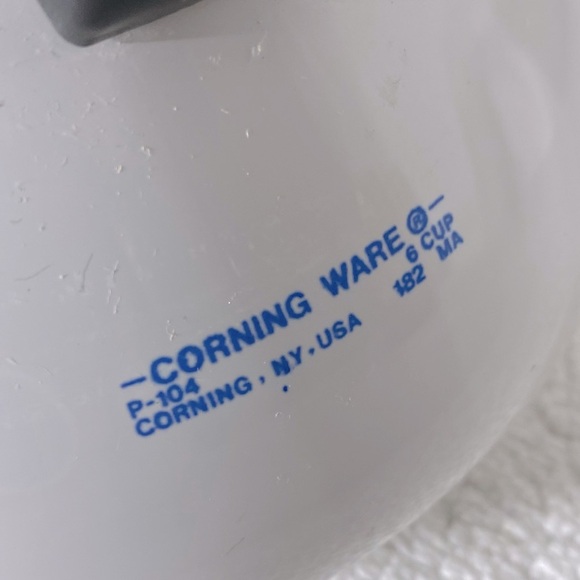 -CORNING WARE®-
P-104 6 CUP
CORNING, NY, USA 182 MA